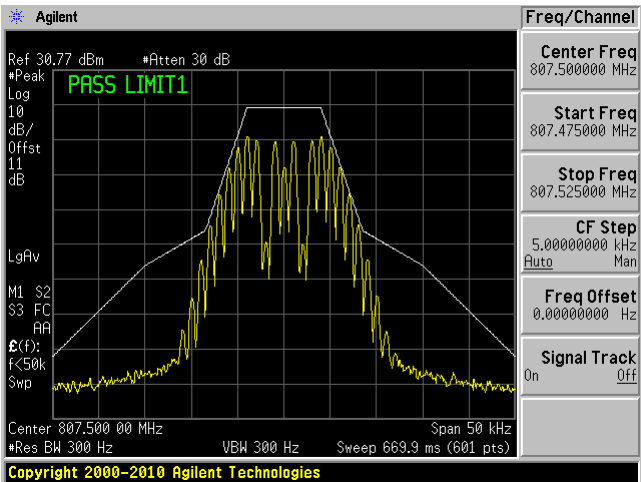 Agilent
Freq/Channel
Ref 30.77 dBm #Atten 30 dB
#Peak
Log
10
dB/
Offst
11
dB
PASS LIMIT1
LgAv
M1 S2
S3 FC
AA
£(f):
f<50k
Swp
Center 807.500 00 MHz Span 50 kHz
#Res BW 300 Hz VBW 300 Hz Sweep 669.9 ms (601 pts)
Copyright 2000-2010 Agilent Technologies
Center Freq
807.500000 MHz
Start Freq
807.475000 MHz
Stop Freq
807.525000 MHz
CF Step
5.00000000 kHz
Auto Man
Freq Offset
0.00000000 Hz
Signal Track
On Off